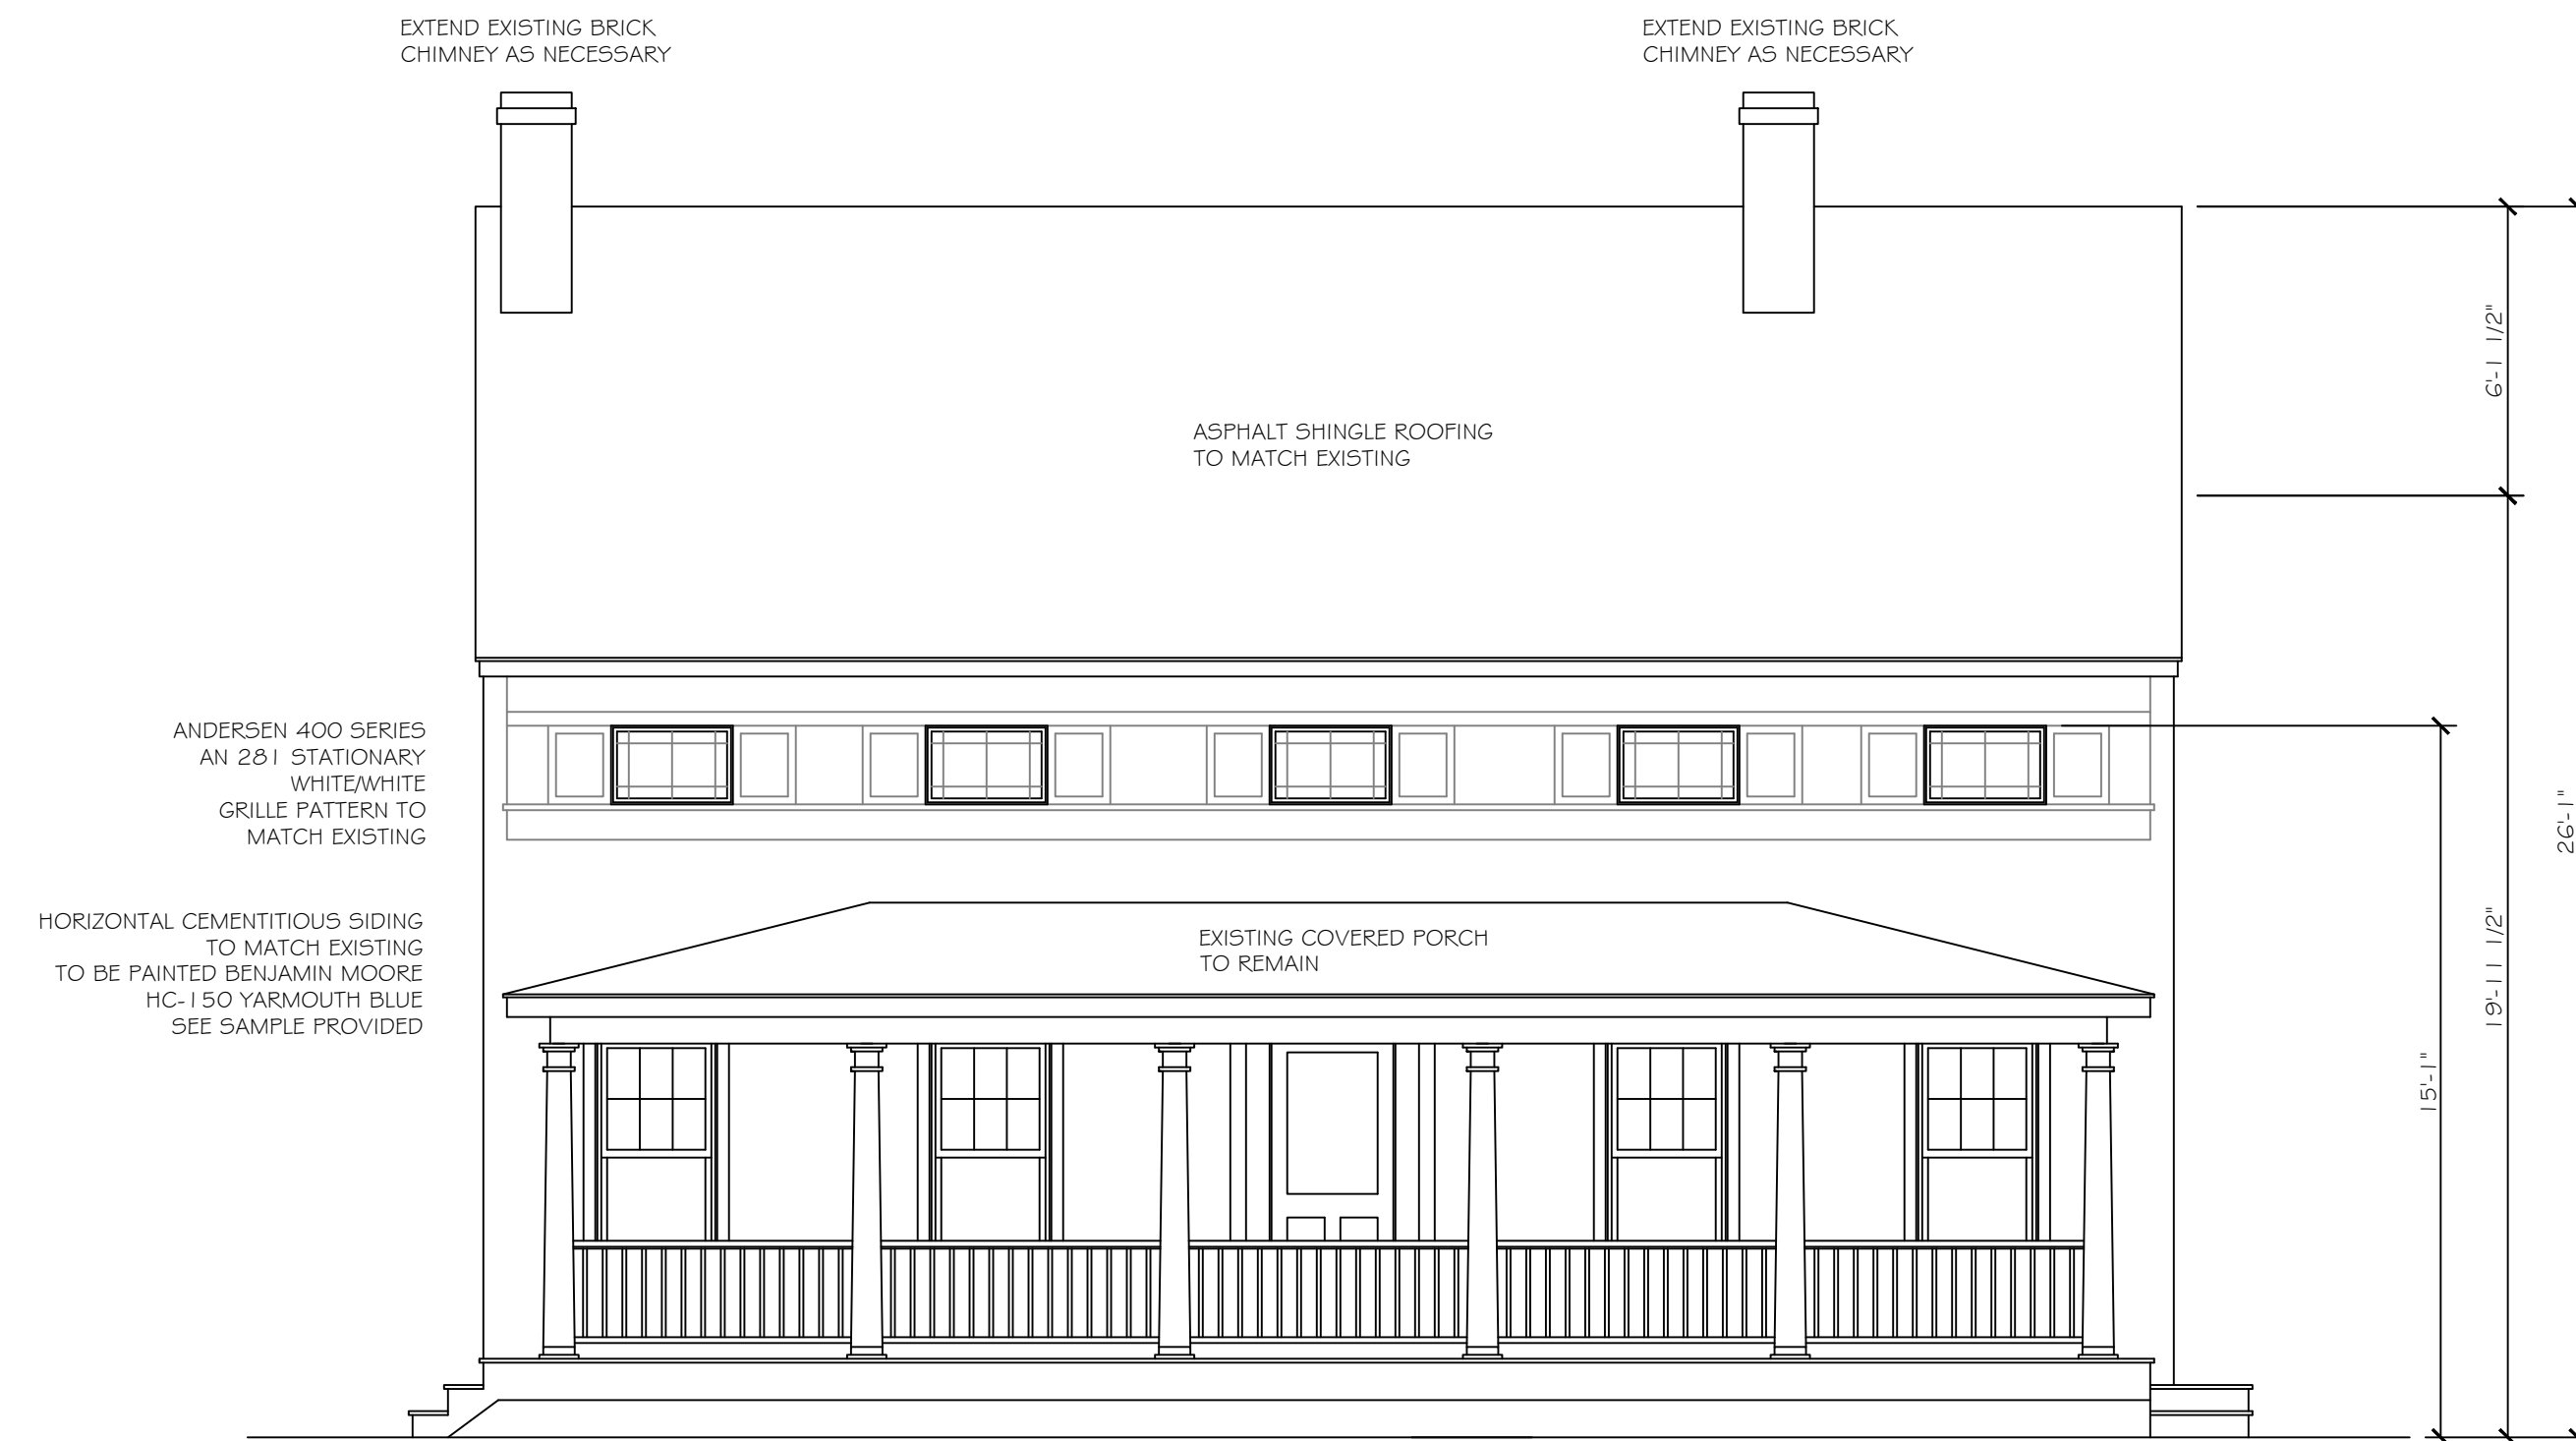 EXTEND EXISTING BRICK
CHIMNEY AS NECESSARY
EXTEND EXISTING BRICK
CHIMNEY AS NECESSARY
6'-1 1/2"
ASPHALT SHINGLE ROOFING
TO MATCH EXISTING
ANDERSEN 400 SERIES
AN 281 STATIONARY
WHITE/WHITE
GRILLE PATTERN TO
MATCH EXISTING
26'-1"
HORIZONTAL CEMENTITIOUS SIDING
TO MATCH EXISTING
TO BE PAINTED BENJAMIN MOORE
HC-150 YARMOUTH BLUE
SEE SAMPLE PROVIDED
EXISTING COVERED PORCH
TO REMAIN
19'-11 1/2"
15'-1"